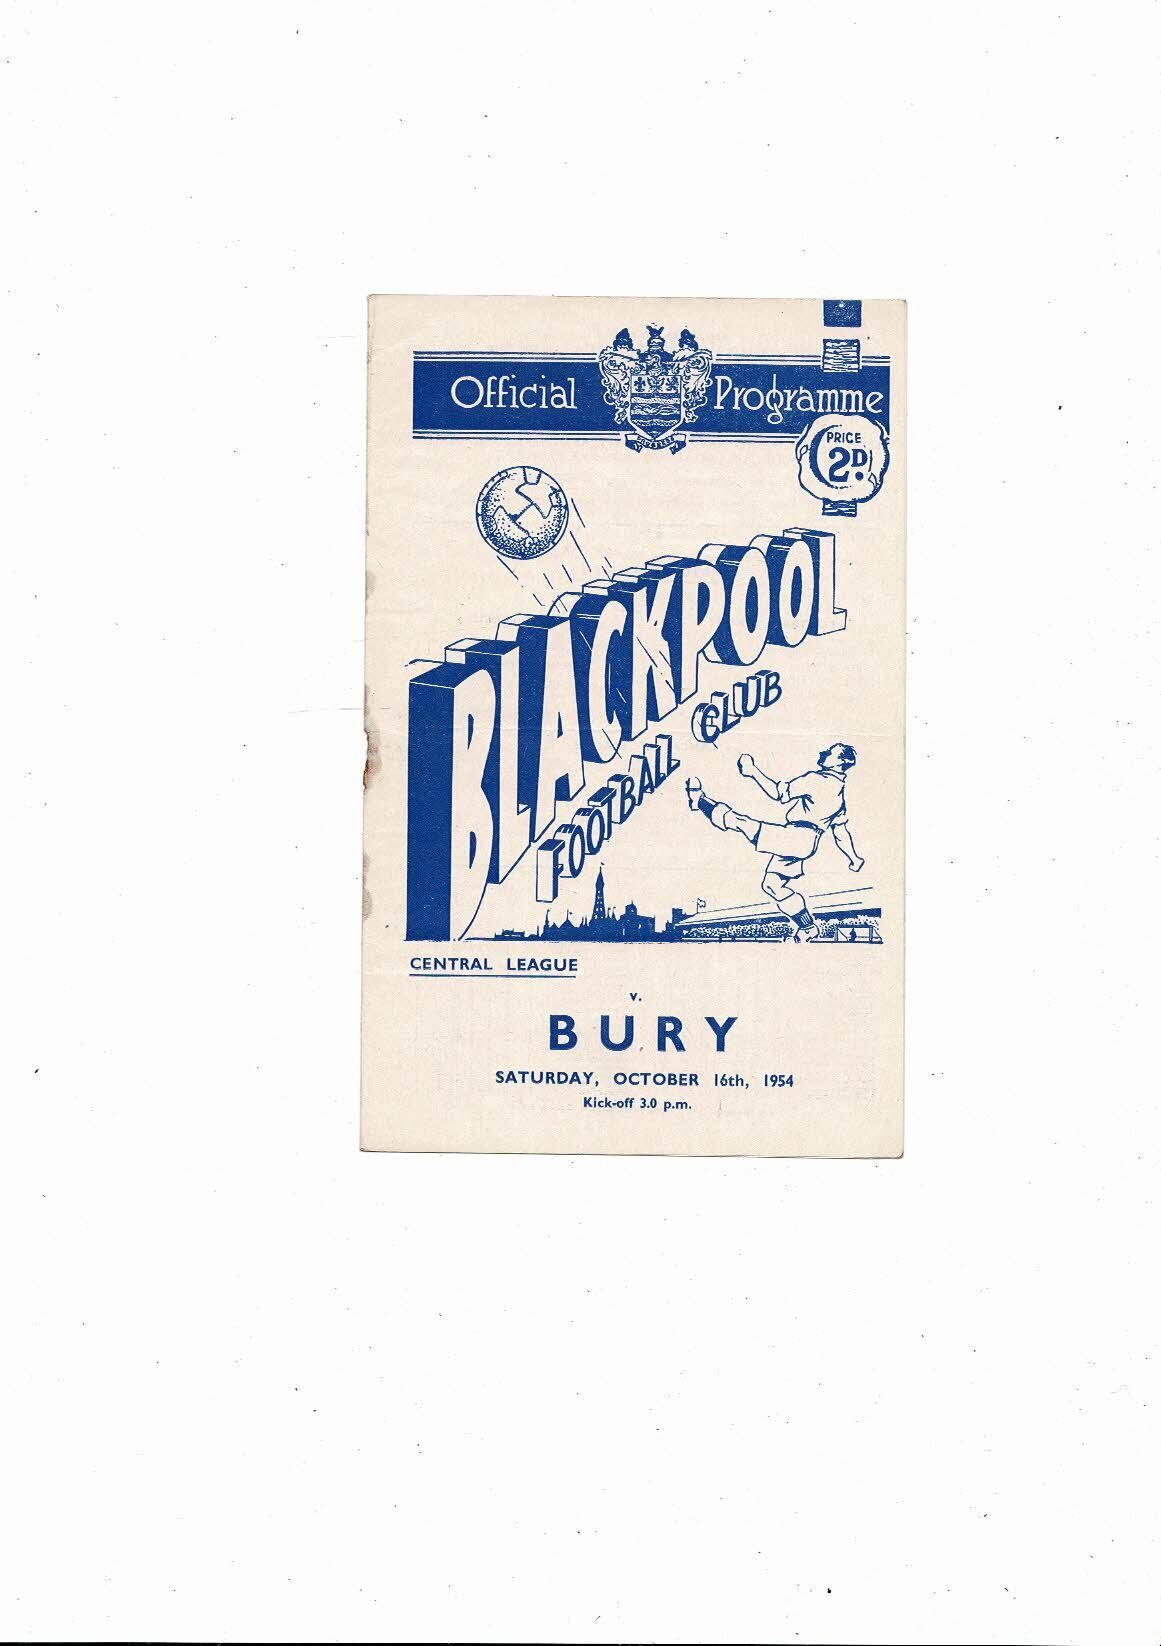 Official Programme
PRICE
2D.
BLACKPOOL
FOOTBALL CLUB
CENTRAL LEAGUE
v.
BURY
SATURDAY, OCTOBER 16th, 1954
Kick-off 3.0 p.m.